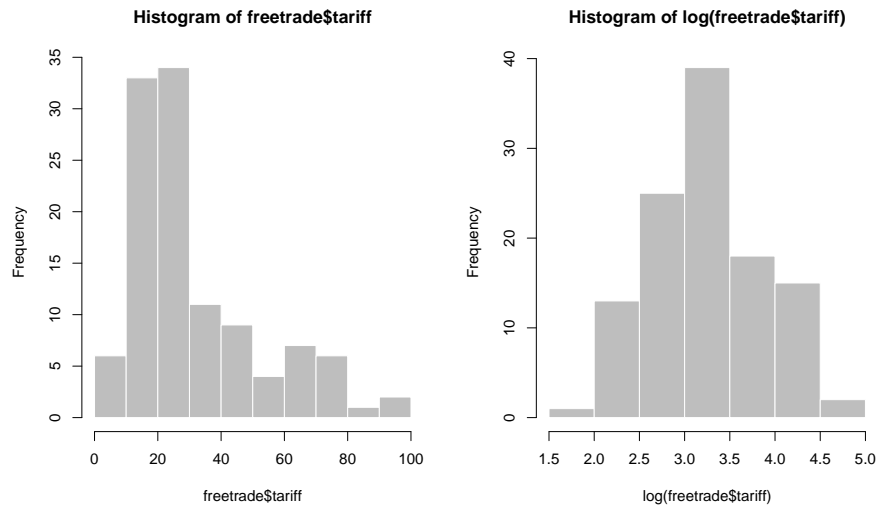 Histogram of freetrade$tariff
Frequency
35
30
25
20
15
10
5
0
0 20 40 60 80 100
freetrade$tariff
Histogram of log(freetrade$tariff)
Frequency
40
30
20
10
0
1.5 2.0 2.5 3.0 3.5 4.0 4.5 5.0
log(freetrade$tariff)